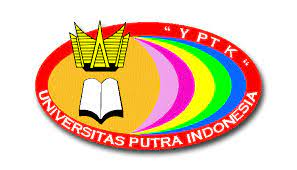 “ Y P T K “
UNIVERSITAS PUTRA INDONESIA